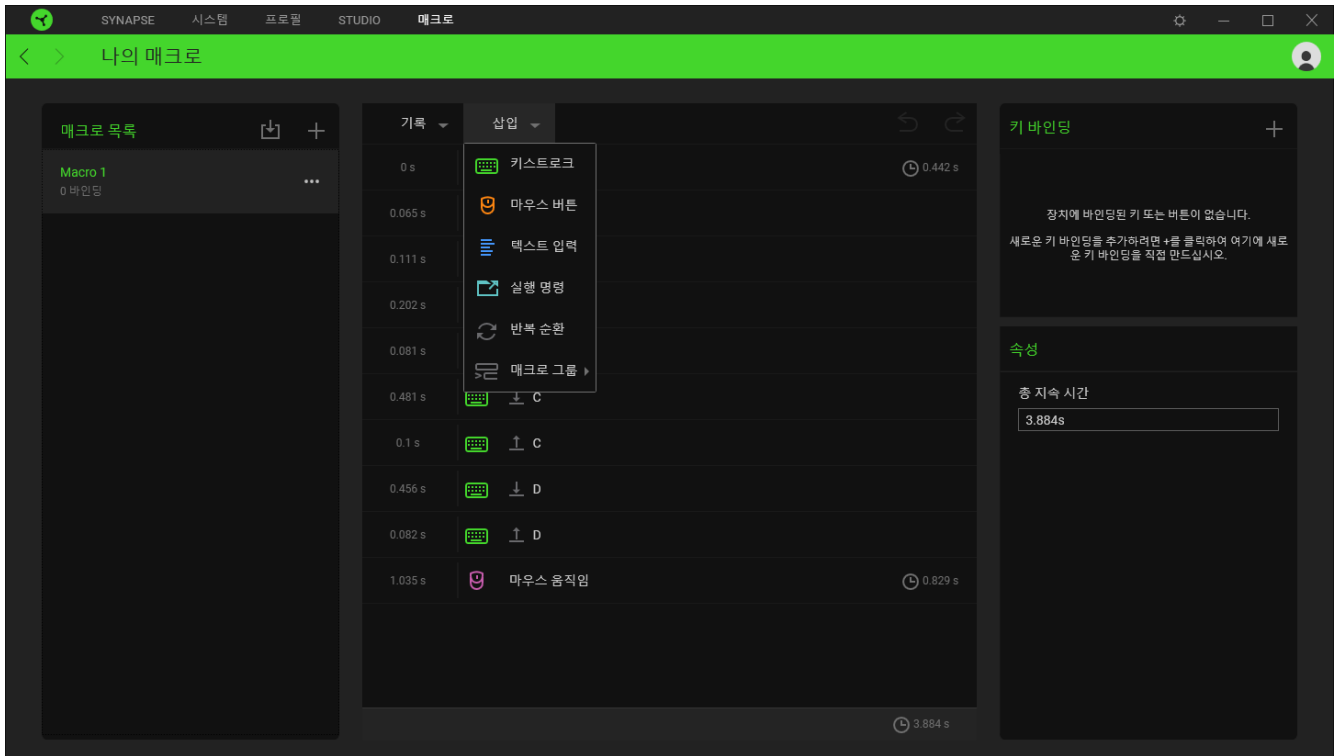 SYNAPSE 시스템 프로필 STUDIO 매크로
나의 매크로
매크로 목록
Macro 1
0 바인딩
기록 삽입
0 s 0.442 s
키스트로크
마우스 버튼
0.065 s
텍스트 입력
0.111 s
실행 명령
0.202 s
반복 순환
0.081 s
매크로 그룹
0.481 s C
0.1 s C
0.456 s D
0.082 s D
1.035 s 마우스 움직임 0.829 s
3.884 s
키 바인딩
장치에 바인딩된 키 또는 버튼이 없습니다.
새로운 키 바인딩을 추가하려면 +를 클릭하여 여기에 새로
운 키 바인딩을 직접 만드십시오.
속성
총 지속 시간
3.884s